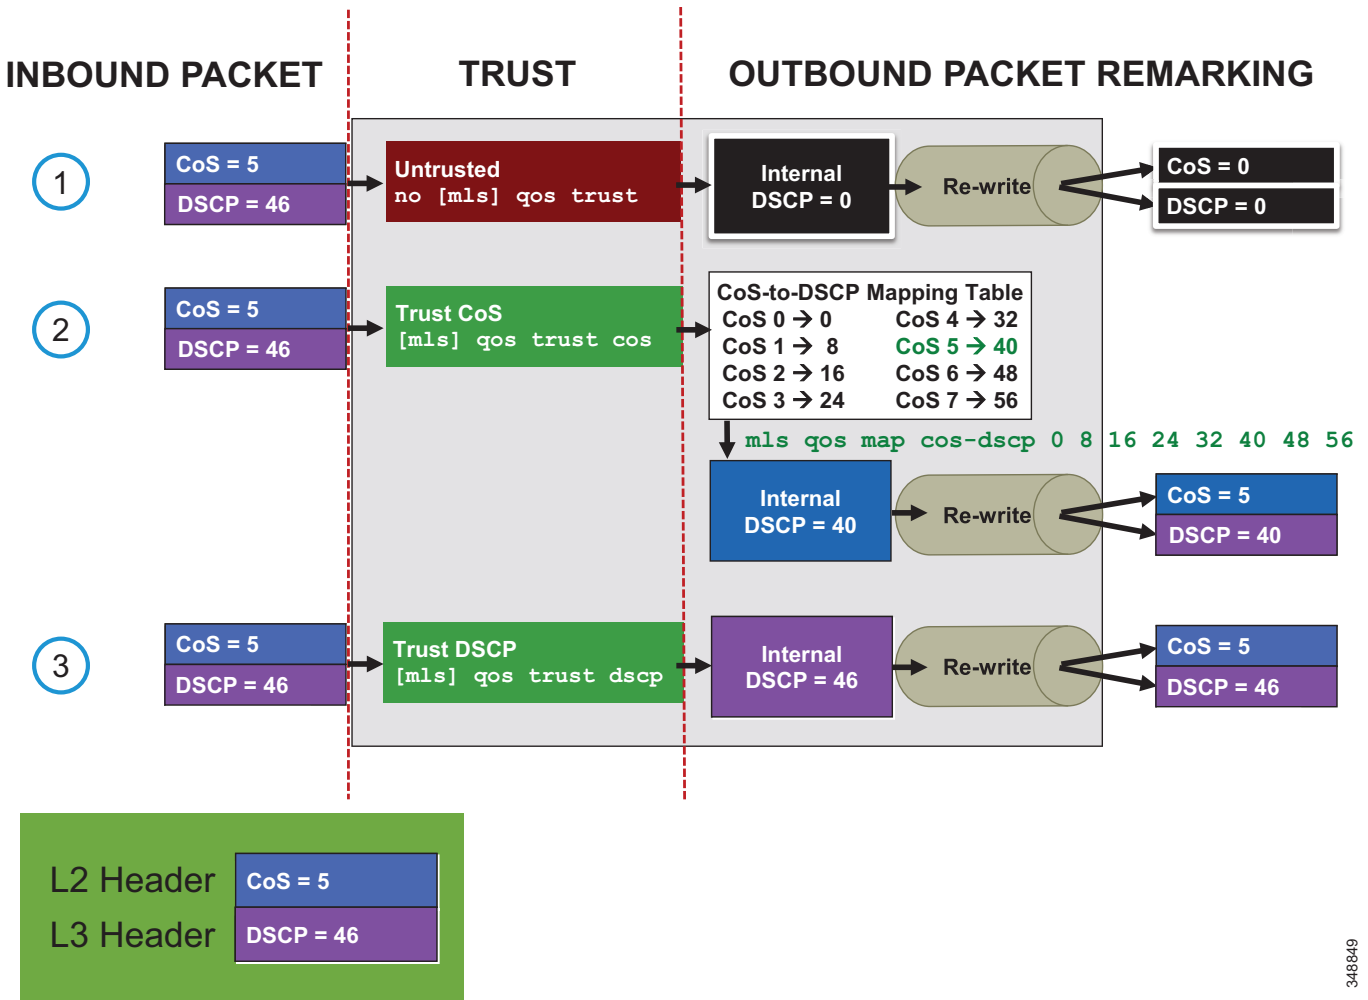 INBOUND PACKET
TRUST
OUTBOUND PACKET REMARKING
1
CoS = 5
DSCP = 46
Untrusted
no [mls] qos trust
Internal
DSCP = 0
Re-write
CoS = 0
DSCP = 0
2
CoS = 5
DSCP = 46
Trust CoS
[mls] qos trust cos
CoS-to-DSCP Mapping Table
CoS 0 → 0 CoS 4 → 32
CoS 1 → 8 CoS 5 → 40
CoS 2 → 16 CoS 6 → 48
CoS 3 → 24 CoS 7 → 56
mls qos map cos-dscp 0 8 16 24 32 40 48 56
Internal
DSCP = 40
Re-write
CoS = 5
DSCP = 40
3
CoS = 5
DSCP = 46
Trust DSCP
[mls] qos trust dscp
Internal
DSCP = 46
Re-write
CoS = 5
DSCP = 46
L2 Header CoS = 5
L3 Header DSCP = 46
348849